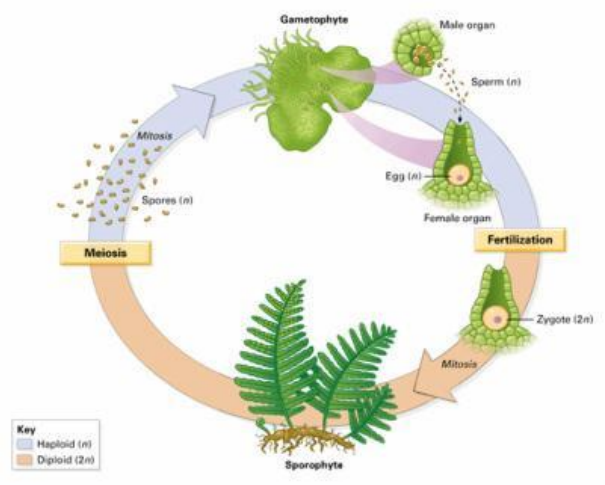 Gametophyte
Male organ
Sperm (n)
Mitosis
Spores (n)
Egg (n)
Female organ
Meiosis
Fertilization
Zygote (2n)
Mitosis
Key
Haploid (n)
Diploid (2n)
Sporophyte